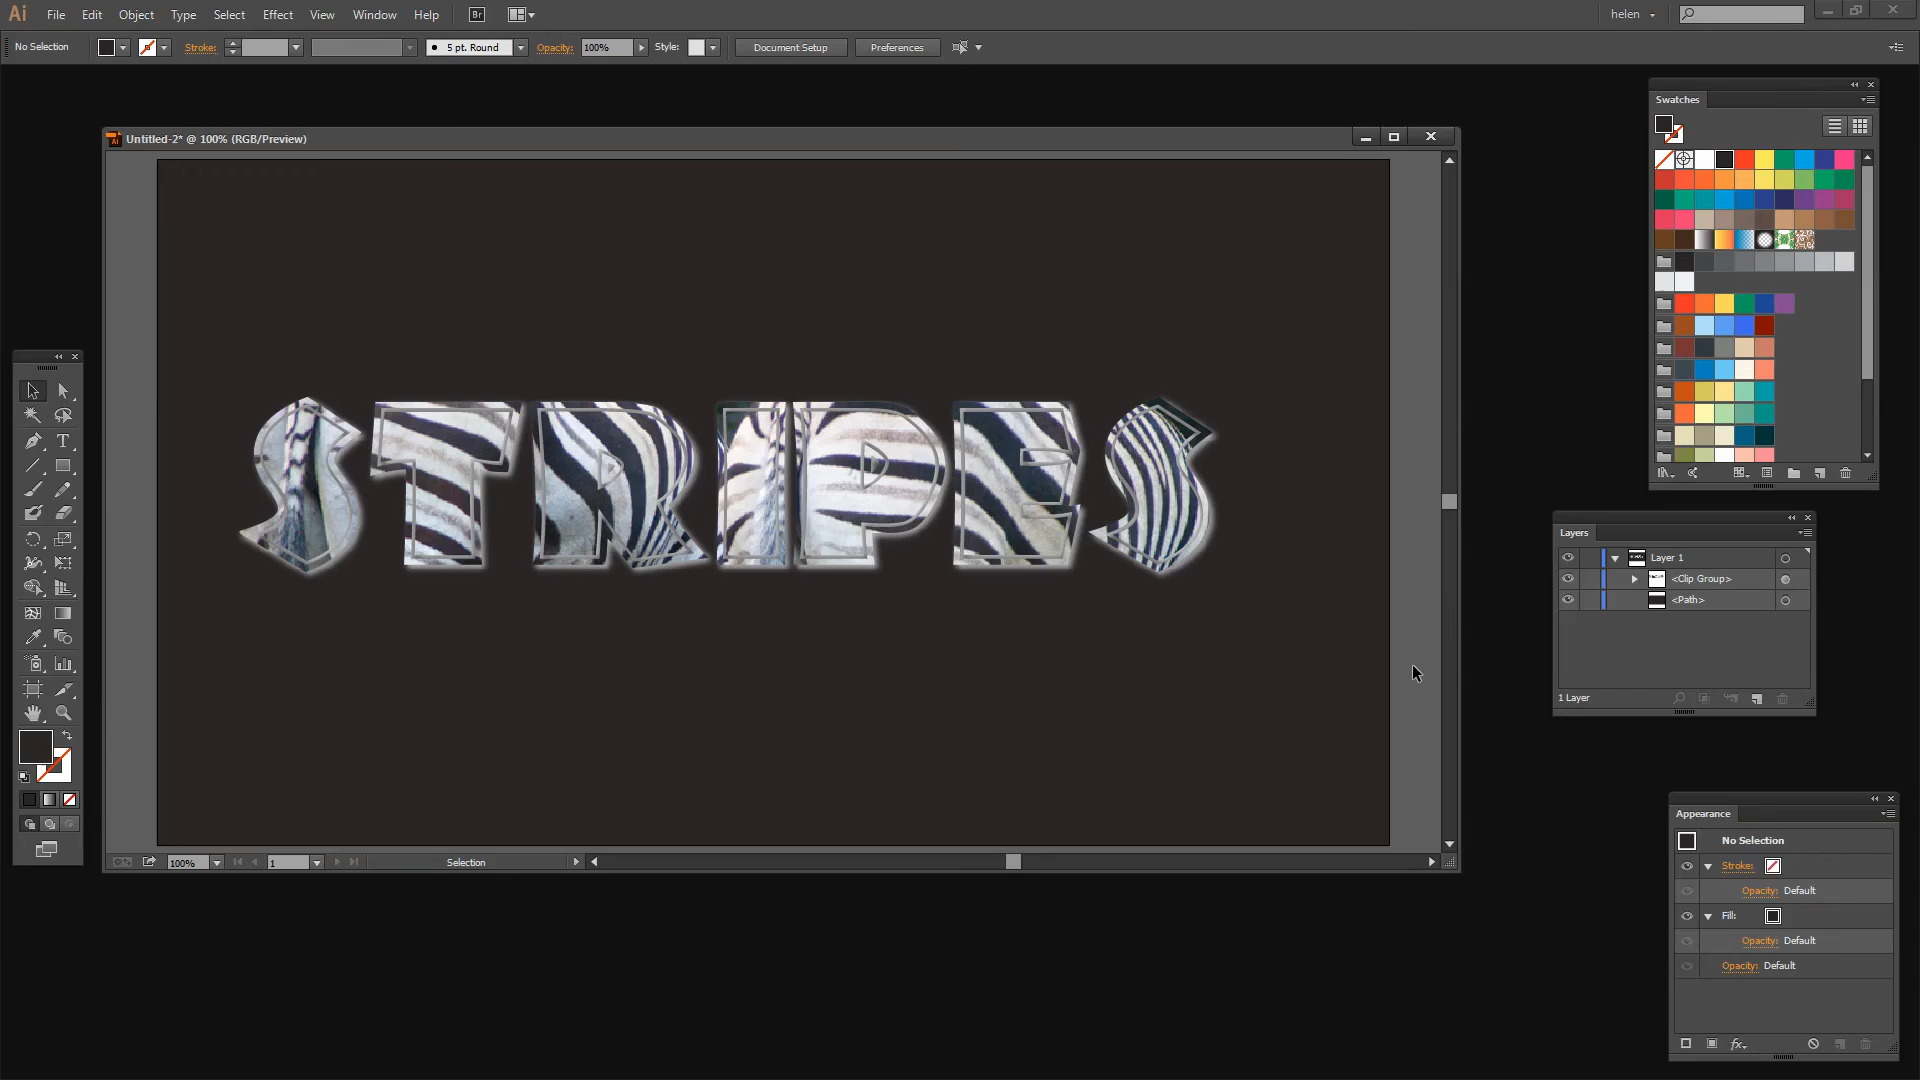 Ai File Edit Object Type Select Effect View Window Help Br helen
No Selection Stroke: 5 pt. Round Opacity: 100% Style: Document Setup Preferences
Untitled-2* @ 100% (RGB/Preview)
STRIPES
100% 1 Selection
Swatches
Layers
Layer 1
<Clip Group>
<Path>
1 Layer
Appearance
No Selection
Stroke:
Opacity: Default
Fill:
Opacity: Default
Opacity: Default
fx